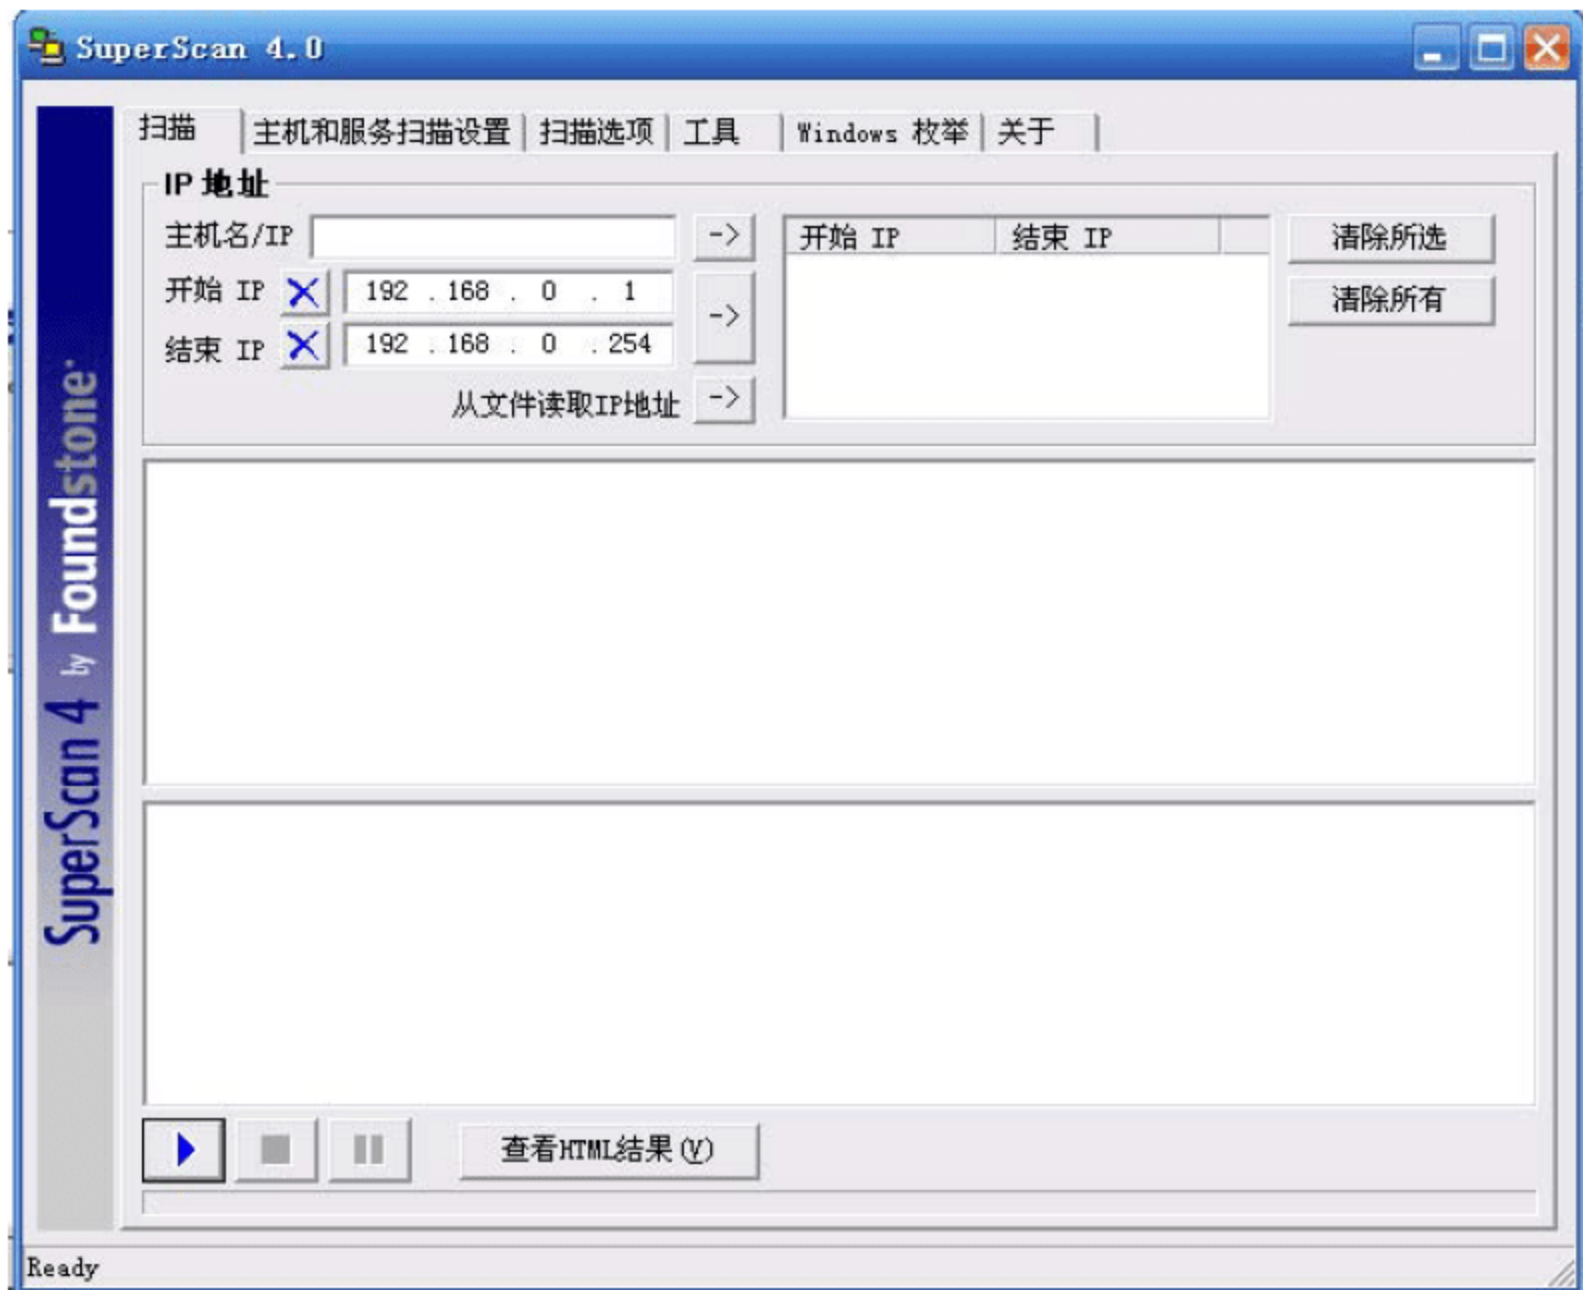 SuperScan 4.0
扫描 主机和服务扫描设置 扫描选项 工具 Windows 枚举 关于
IP 地址
主机名/IP -> 开始 IP 结束 IP 清除所选
开始 IP 192 . 168 . 0 . 1 -> 清除所有
结束 IP 192 . 168 . 0 . 254
从文件读取IP地址 ->
SuperScan 4 by Foundstone
查看HTML结果(V)
Ready